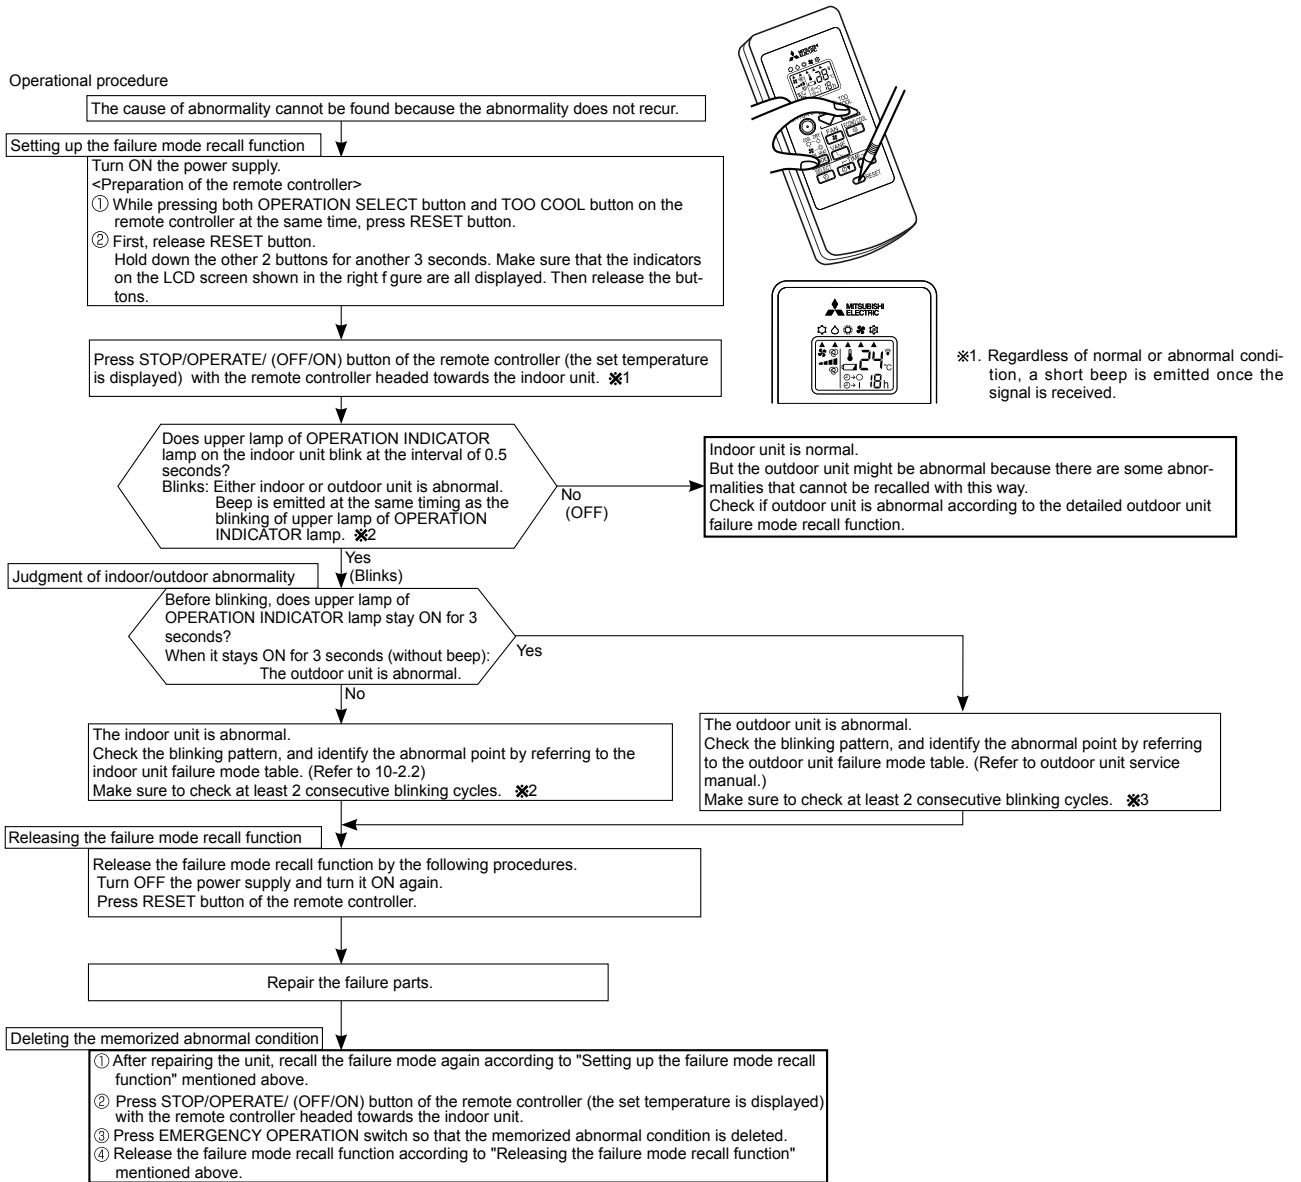 Operational procedure
The cause of abnormality cannot be found because the abnormality does not recur.
Setting up the failure mode recall function
Turn ON the power supply.
<Preparation of the remote controller>
① While pressing both OPERATION SELECT button and TOO COOL button on the
remote controller at the same time, press RESET button.
② First, release RESET button.
Hold down the other 2 buttons for another 3 seconds. Make sure that the indicators
on the LCD screen shown in the right f gure are all displayed. Then release the but-
tons.
MITSUBISHI
ELECTRIC
TOO
COOL
ECONO COOL
FAN
VANE
SELECT
RESET
Press STOP/OPERATE/ (OFF/ON) button of the remote controller (the set temperature
is displayed) with the remote controller headed towards the indoor unit. ※1
MITSUBISHI
ELECTRIC
24°C
18h
※1. Regardless of normal or abnormal condi-
tion, a short beep is emitted once the
signal is received.
Does upper lamp of OPERATION INDICATOR
lamp on the indoor unit blink at the interval of 0.5
seconds?
Blinks: Either indoor or outdoor unit is abnormal.
Beep is emitted at the same timing as the
blinking of upper lamp of OPERATION
INDICATOR lamp. ※2
No
(OFF)
Indoor unit is normal.
But the outdoor unit might be abnormal because there are some abnor-
malities that cannot be recalled with this way.
Check if outdoor unit is abnormal according to the detailed outdoor unit
failure mode recall function.
Yes
(Blinks)
Judgment of indoor/outdoor abnormality
Before blinking, does upper lamp of
OPERATION INDICATOR lamp stay ON for 3
seconds?
When it stays ON for 3 seconds (without beep):
The outdoor unit is abnormal.
Yes
No
The indoor unit is abnormal.
Check the blinking pattern, and identify the abnormal point by referring to the
indoor unit failure mode table. (Refer to 10-2.2)
Make sure to check at least 2 consecutive blinking cycles. ※2
The outdoor unit is abnormal.
Check the blinking pattern, and identify the abnormal point by referring
to the outdoor unit failure mode table. (Refer to outdoor unit service
manual.)
Make sure to check at least 2 consecutive blinking cycles. ※3
Releasing the failure mode recall function
Release the failure mode recall function by the following procedures.
Turn OFF the power supply and turn it ON again.
Press RESET button of the remote controller.
Repair the failure parts.
Deleting the memorized abnormal condition
① After repairing the unit, recall the failure mode again according to "Setting up the failure mode recall
function" mentioned above.
② Press STOP/OPERATE/ (OFF/ON) button of the remote controller (the set temperature is displayed)
with the remote controller headed towards the indoor unit.
③ Press EMERGENCY OPERATION switch so that the memorized abnormal condition is deleted.
④ Release the failure mode recall function according to "Releasing the failure mode recall function"
mentioned above.